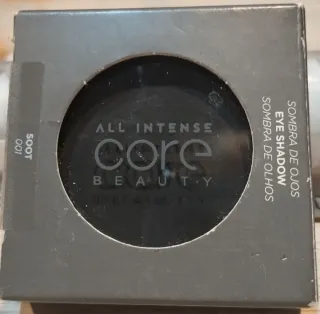 ALL INTENSE
core
BEAUTY
SOMBRA DE OJOS
EYE SHADOW
SOMBRA DE OLHOS
SOOT
001